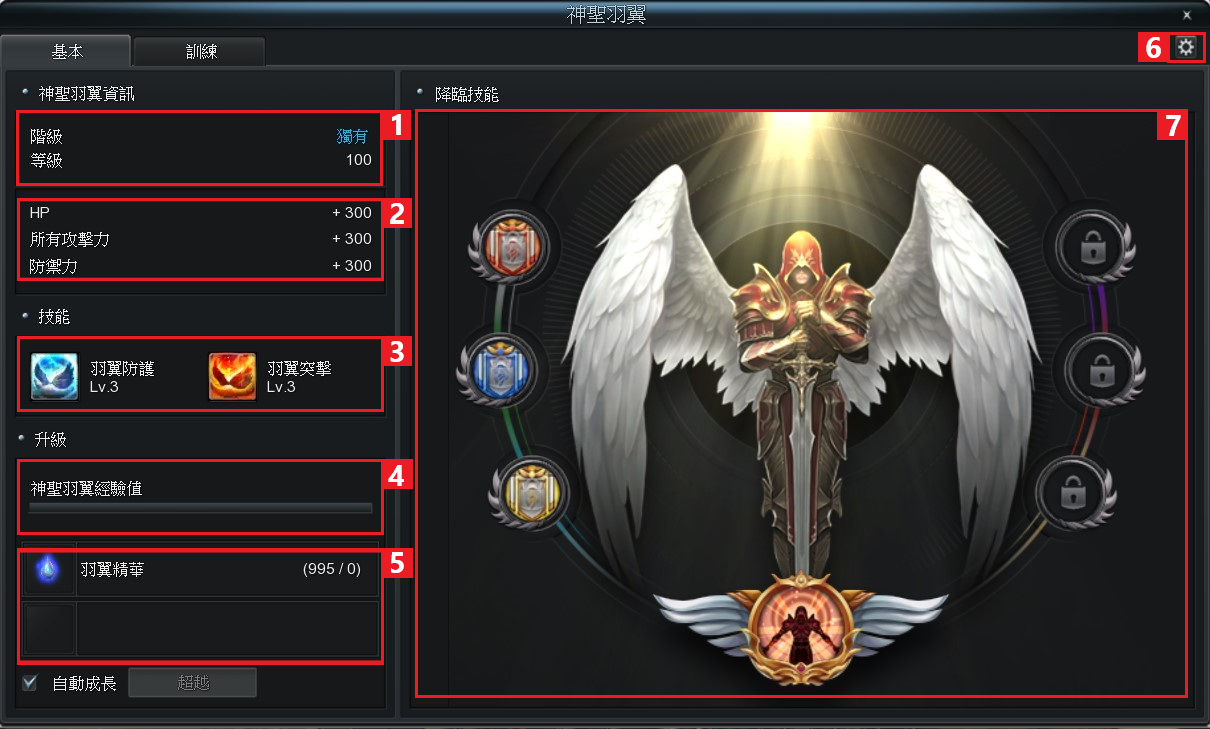 神聖羽翼
基本
訓練
6
神聖羽翼資訊
1
階級 獨有
等級 100
2
HP + 300
所有攻擊力 + 300
防禦力 + 300
技能
3
羽翼防護
Lv.3
羽翼突擊
Lv.3
升級
4
神聖羽翼經驗值
5
羽翼精華 (995 / 0)
自動成長
超越
降臨技能
7